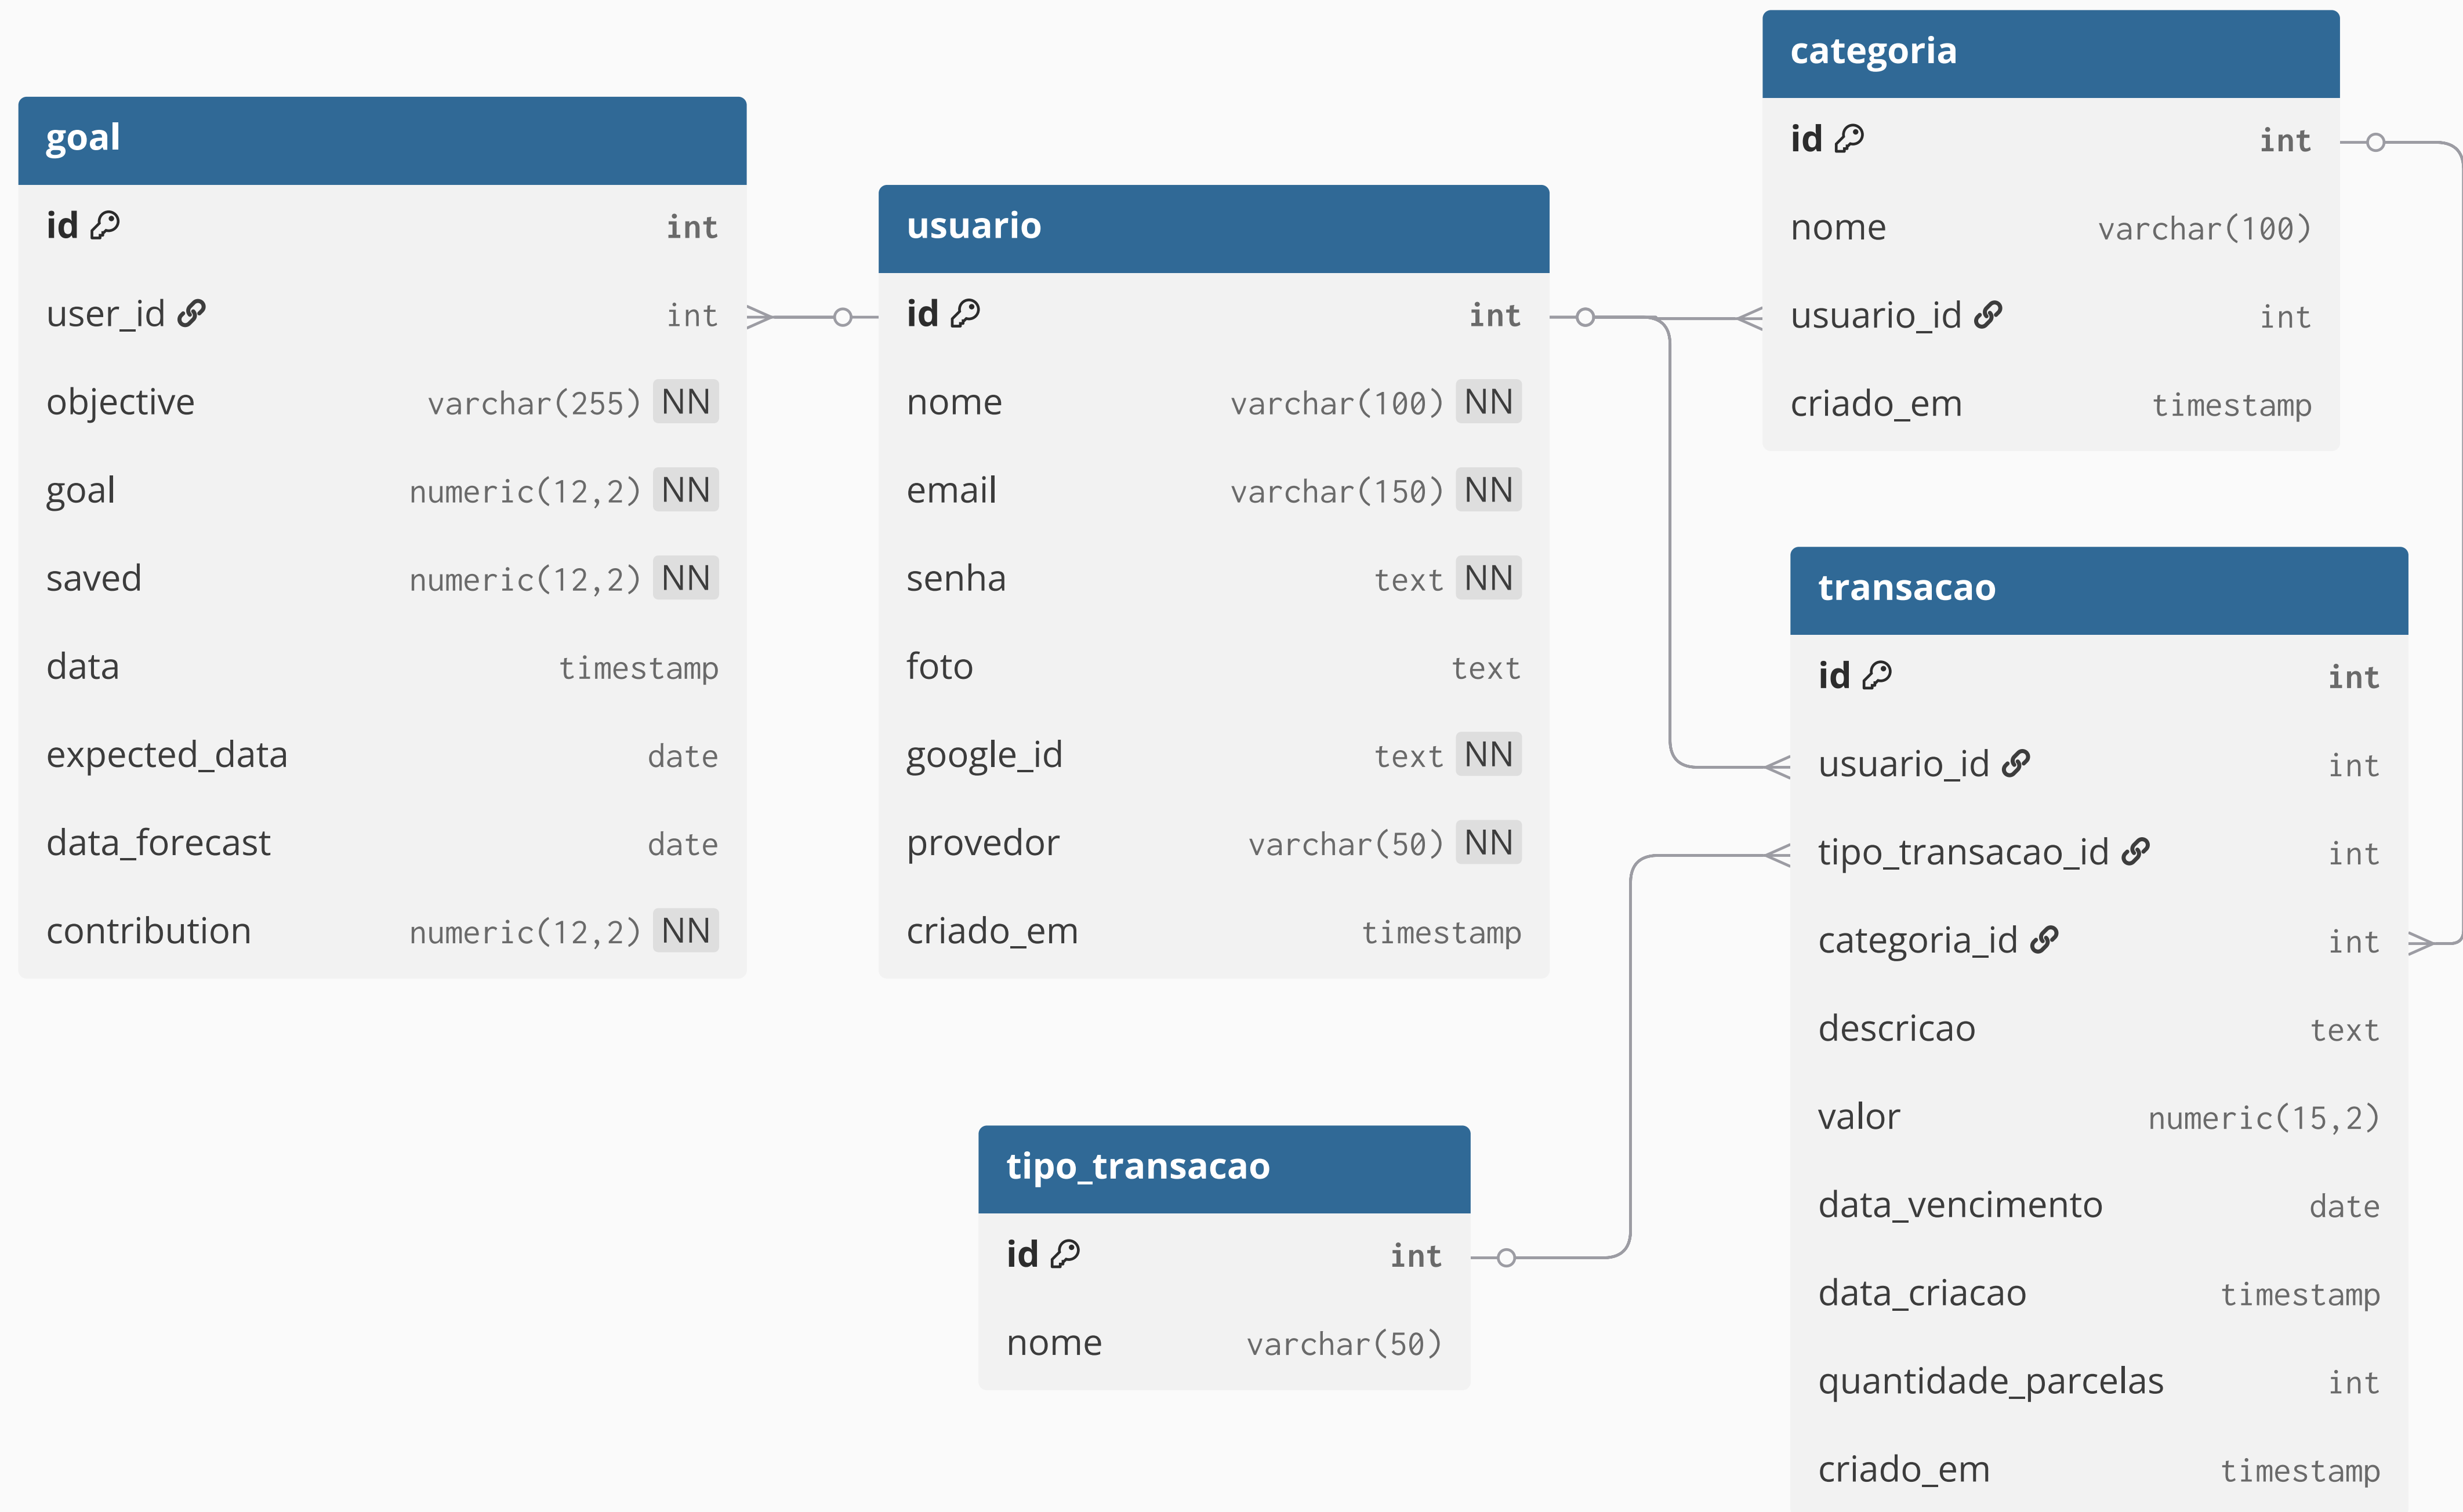 goal
id int
user_id int
objective varchar(255) NN
goal numeric(12,2) NN
saved numeric(12,2) NN
data timestamp
expected_data date
data_forecast date
contribution numeric(12,2) NN
usuario
id int
nome varchar(100) NN
email varchar(150) NN
senha text NN
foto text
google_id text NN
provedor varchar(50) NN
criado_em timestamp
categoria
id int
nome varchar(100)
usuario_id int
criado_em timestamp
transacao
id int
usuario_id int
tipo_transacao_id int
categoria_id int
descricao text
valor numeric(15,2)
data_vencimento date
data_criacao timestamp
quantidade_parcelas int
criado_em timestamp
tipo_transacao
id int
nome varchar(50)